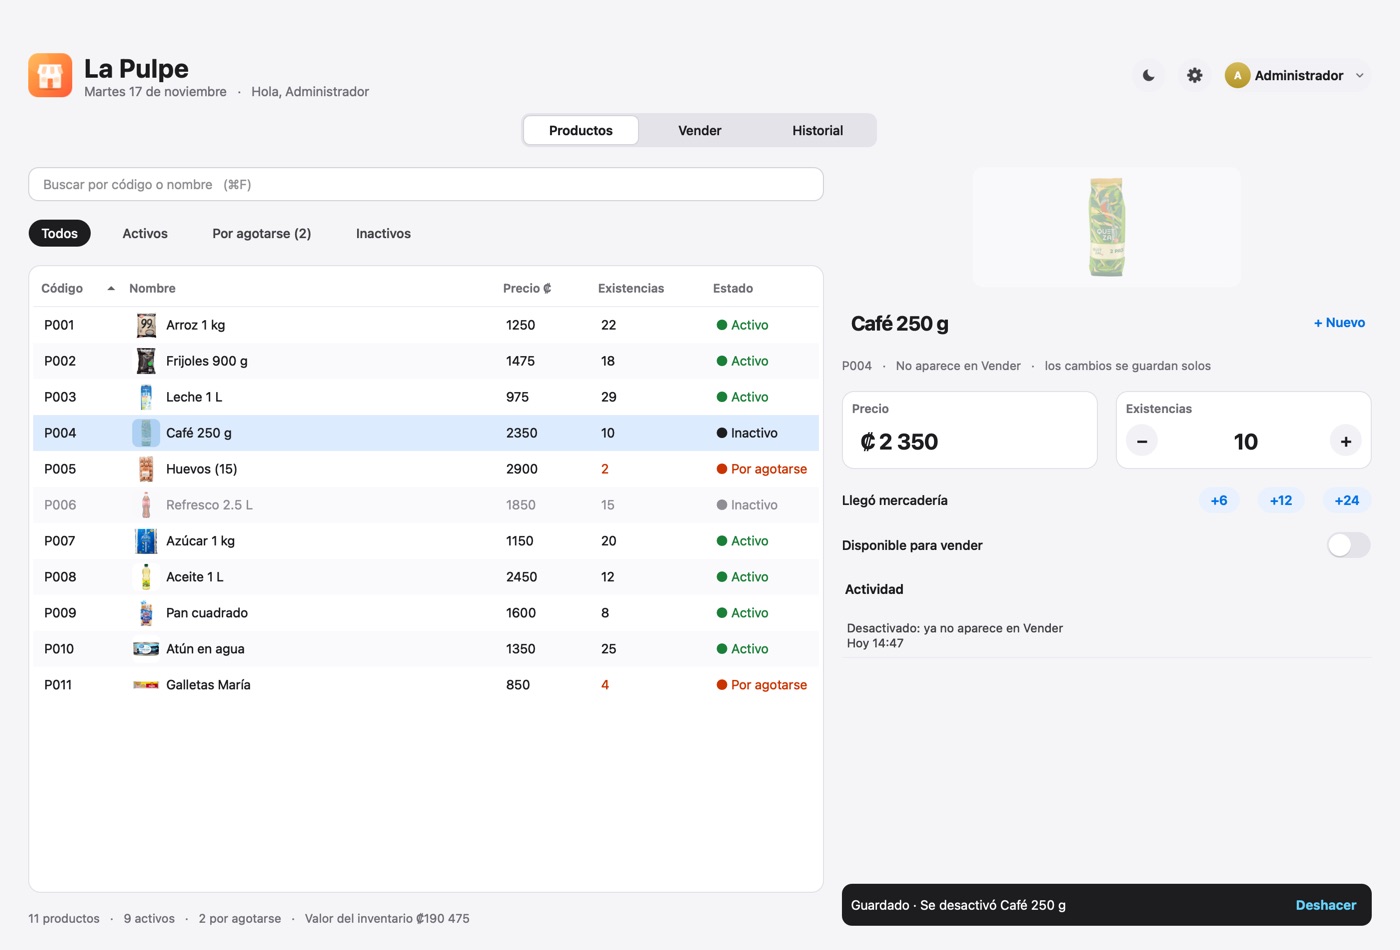 La Pulpe
Martes 17 de noviembre · Hola, Administrador
A Administrador
Productos Vender Historial
Buscar por código o nombre (⌘F)
Todos Activos Por agotarse (2) Inactivos
Código Nombre Precio ₡ Existencias Estado
P001 Arroz 1 kg 1250 22 Activo
P002 Frijoles 900 g 1475 18 Activo
P003 Leche 1 L 975 29 Activo
P004 Café 250 g 2350 10 Inactivo
P005 Huevos (15) 2900 2 Por agotarse
P006 Refresco 2.5 L 1850 15 Inactivo
P007 Azúcar 1 kg 1150 20 Activo
P008 Aceite 1 L 2450 12 Activo
P009 Pan cuadrado 1600 8 Activo
P010 Atún en agua 1350 25 Activo
P011 Galletas María 850 4 Por agotarse
11 productos · 9 activos · 2 por agotarse · Valor del inventario ₡190 475
Café 250 g
+ Nuevo
P004 · No aparece en Vender · los cambios se guardan solos
Precio
₡ 2 350
Existencias
− 10 +
Llegó mercadería +6 +12 +24
Disponible para vender
Actividad
Desactivado: ya no aparece en Vender
Hoy 14:47
Guardado · Se desactivó Café 250 g Deshacer